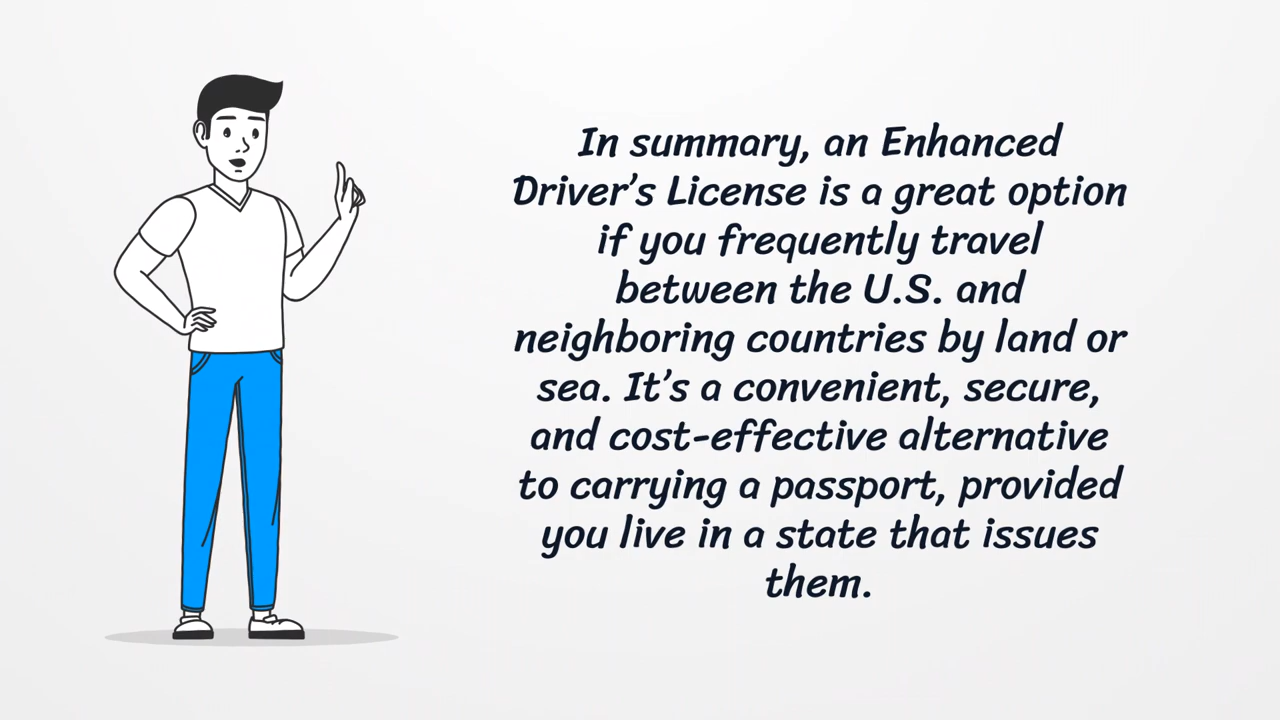 In summary, an Enhanced
Driver’s License is a great option
if you frequently travel
between the U.S. and
neighboring countries by land or
sea. It’s a convenient, secure,
and cost-effective alternative
to carrying a passport, provided
you live in a state that issues
them.